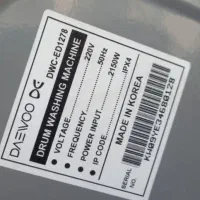 DAEWOO DE
DWC-ED1278
DRUM WASHING MACHINE
• VOLTAGE 220V
• FREQUENCY 50Hz
• POWER INPUT 2150W
• IP CODE IPX4
MADE IN KOREA
SERIAL
NO.